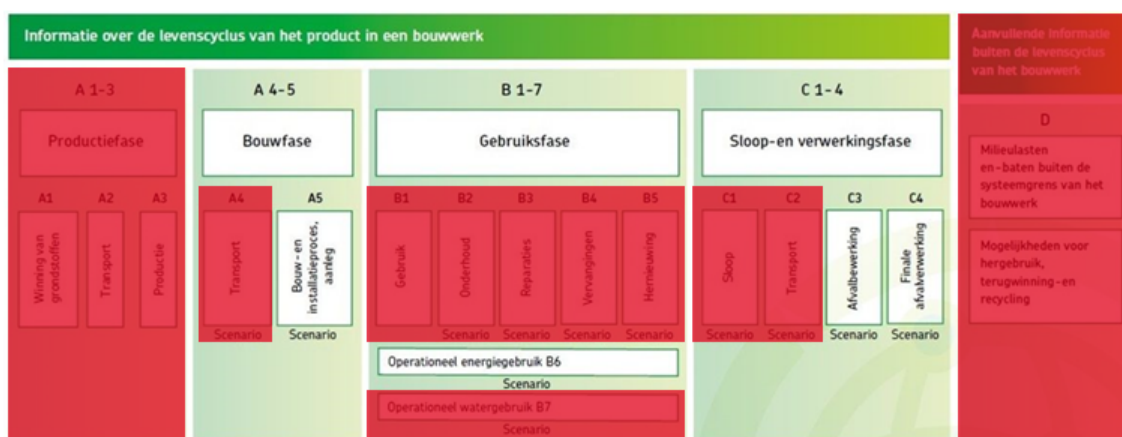 Informatie over de levenscyclus van het product in een bouwwerk
Aanvullende informatie
buiten de levenscyclus
van het bouwwerk
A 1-3
A 4-5
B 1-7
C 1-4
D
Productiefase
Bouwfase
Gebruiksfase
Sloop-en verwerkingsfase
Milieulasten
en-baten buiten de
systeemgrens van het
bouwwerk
A1
A2
A3
A4
A5
B1
B2
B3
B4
B5
C1
C2
C3
C4
Winning van
grondstoffen
Transport
Productie
Transport
Bouw-en
installatieproces,
aanleg
Gebruik
Onderhoud
Reparaties
Vervangingen
Hernieuwing
Sloop
Transport
Afvalbewerking
Finale
afvalverwerking
Mogelijkheden voor
hergebruik,
terugwinning-en
recycling
Scenario
Scenario
Scenario
Scenario
Scenario
Scenario
Scenario
Scenario
Scenario
Scenario
Operationeel energiegebruik B6
Scenario
Operationeel watergebruik B7
Scenario